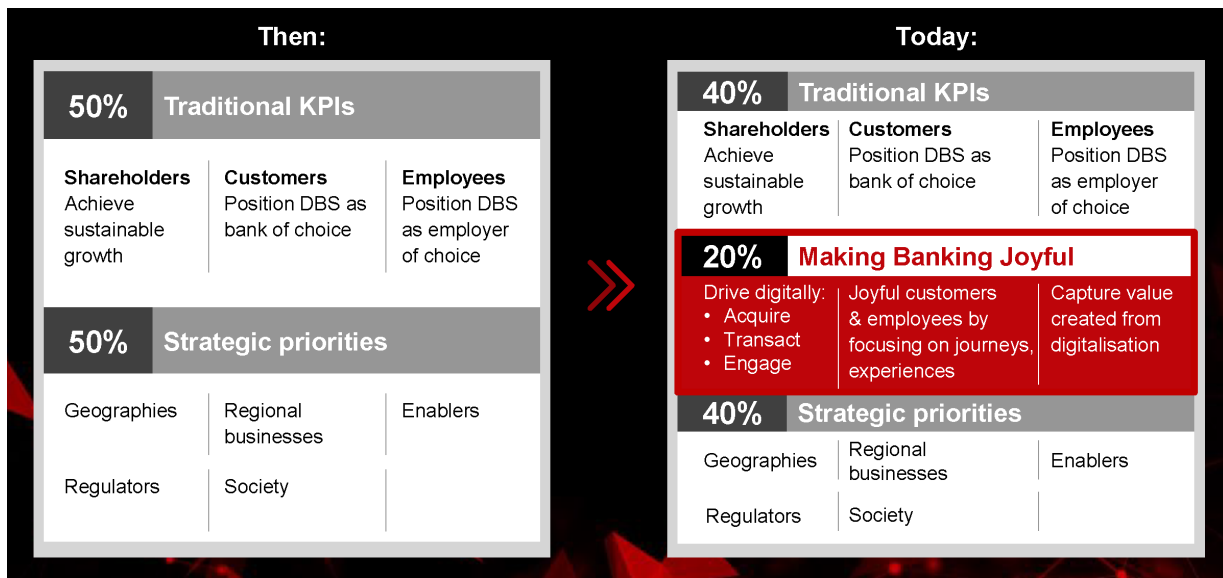 Then:
50% Traditional KPIs
Shareholders
Achieve
sustainable
growth
Customers
Position DBS as
bank of choice
Employees
Position DBS
as employer
of choice
50% Strategic priorities
Geographies
Regional
businesses
Enablers
Regulators
Society
Today:
40% Traditional KPIs
Shareholders
Achieve
sustainable
growth
Customers
Position DBS as
bank of choice
Employees
Position DBS
as employer
of choice
20% Making Banking Joyful
Drive digitally:
• Acquire
• Transact
• Engage
Joyful customers
& employees by
focusing on journeys,
experiences
Capture value
created from
digitalisation
40% Strategic priorities
Geographies
Regional
businesses
Enablers
Regulators
Society